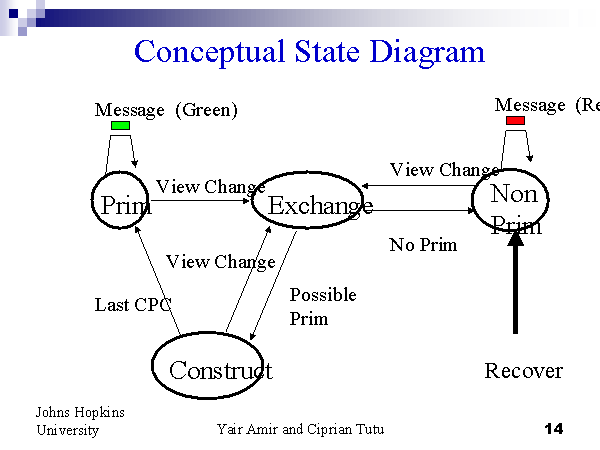 Conceptual State Diagram
Message (Green)
Message (Re
View Change
View Change
Prim
Exchange
Non
Prim
No Prim
View Change
Last CPC
Possible
Prim
Construct
Recover
Johns Hopkins
University
Yair Amir and Ciprian Tutu
14